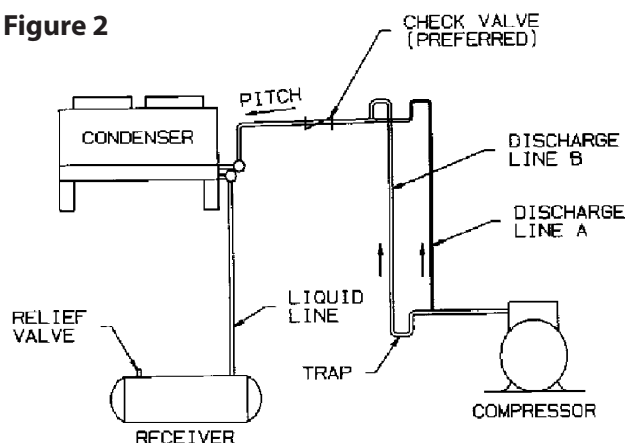 Figure 2
CHECK VALVE
(PREFERRED)
PITCH
CONDENSER
DISCHARGE
LINE B
DISCHARGE
LINE A
LIQUID
LINE
RELIEF
VALVE
TRAP
COMPRESSOR
RECEIVER